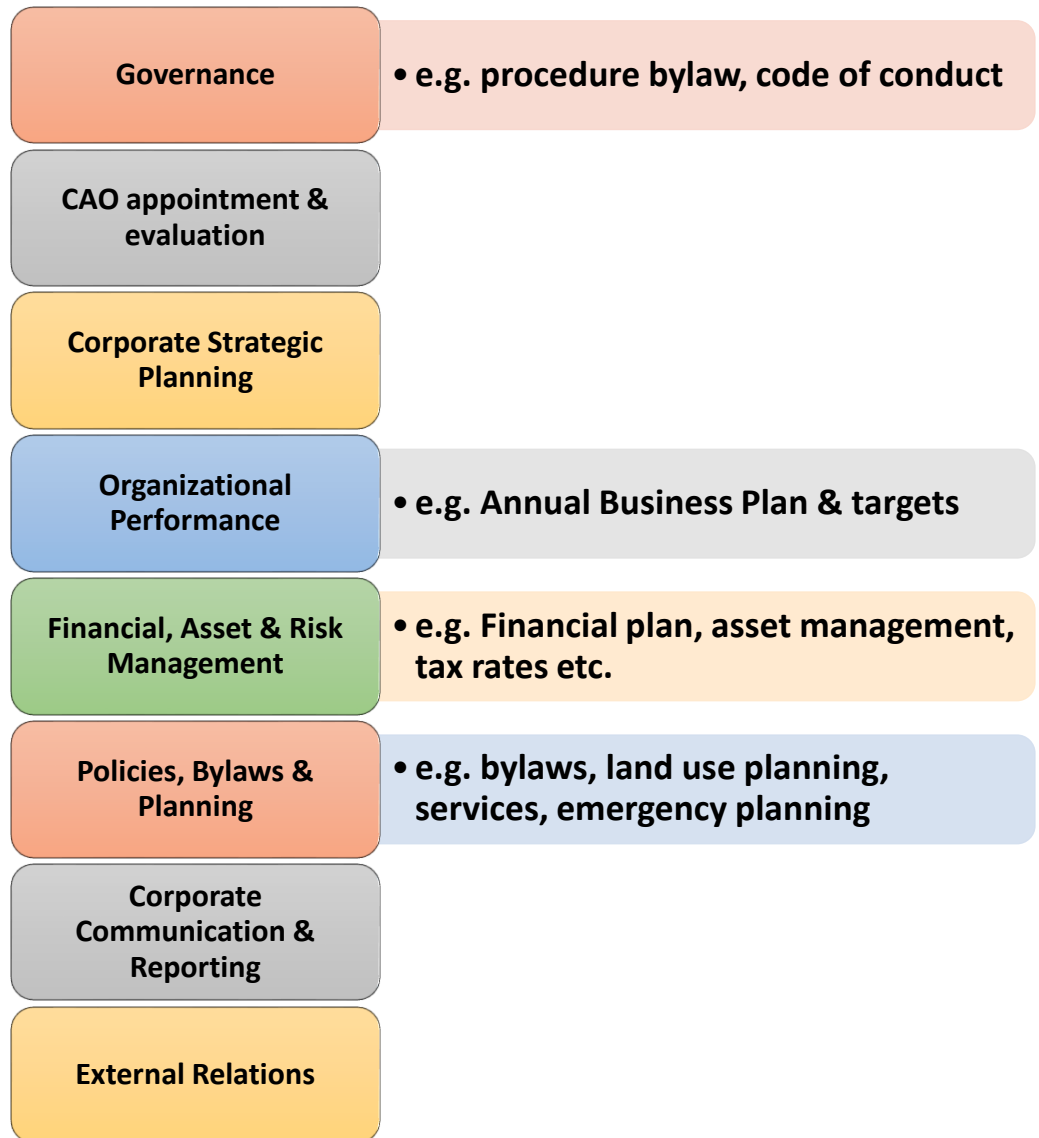 Governance
• e.g. procedure bylaw, code of conduct
CAO appointment &
evaluation
Corporate Strategic
Planning
Organizational
Performance
• e.g. Annual Business Plan & targets
Financial, Asset & Risk
Management
• e.g. Financial plan, asset management,
tax rates etc.
Policies, Bylaws &
Planning
• e.g. bylaws, land use planning,
services, emergency planning
Corporate
Communication &
Reporting
External Relations